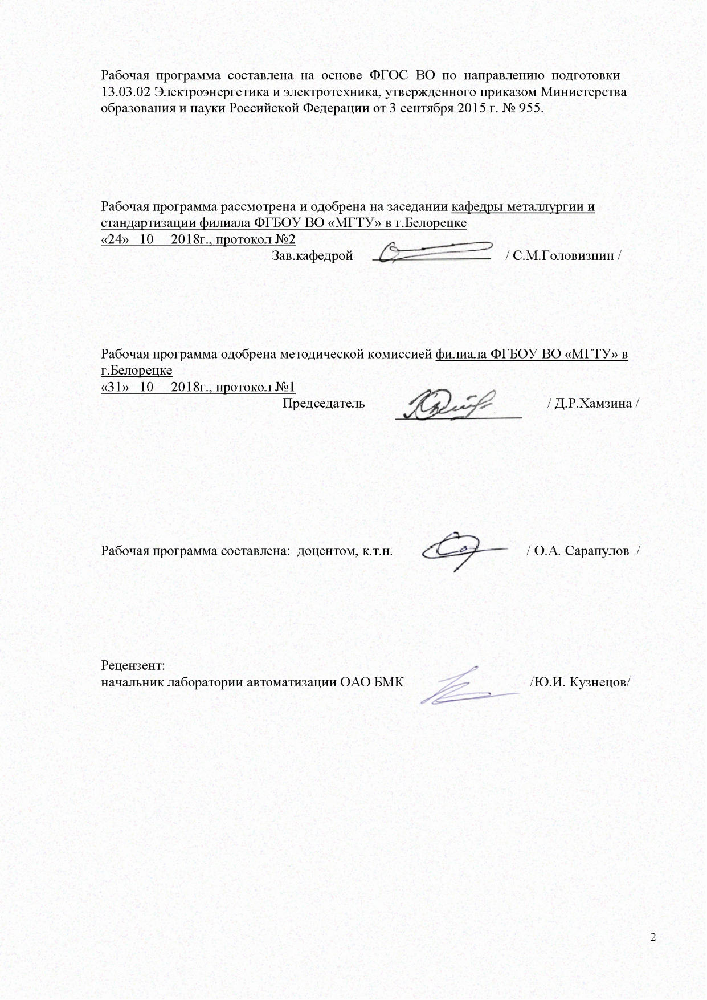 Рабочая программа составлена на основе ФГОС ВО по направлению подготовки
13.03.02 Электроэнергетика и электротехника, утвержденного приказом Министерства
образования и науки Российской Федерации от 3 сентября 2015 г. № 955.
Рабочая программа рассмотрена и одобрена на заседании кафедры металлургии и
стандартизации филиала ФГБОУ ВО «МГТУ» в г.Белорецке
«24» 10 2018г., протокол №2
Зав.кафедрой / С.М.Головизнин /
Рабочая программа одобрена методической комиссией филиала ФГБОУ ВО «МГТУ» в
г.Белорецке
«31» 10 2018г., протокол №1
Председатель / Д.Р.Хамзина /
Рабочая программа составлена: доцентом, к.т.н. / О.А. Сарапулов /
Рецензент:
начальник лаборатории автоматизации ОАО БМК /Ю.И. Кузнецов/
2